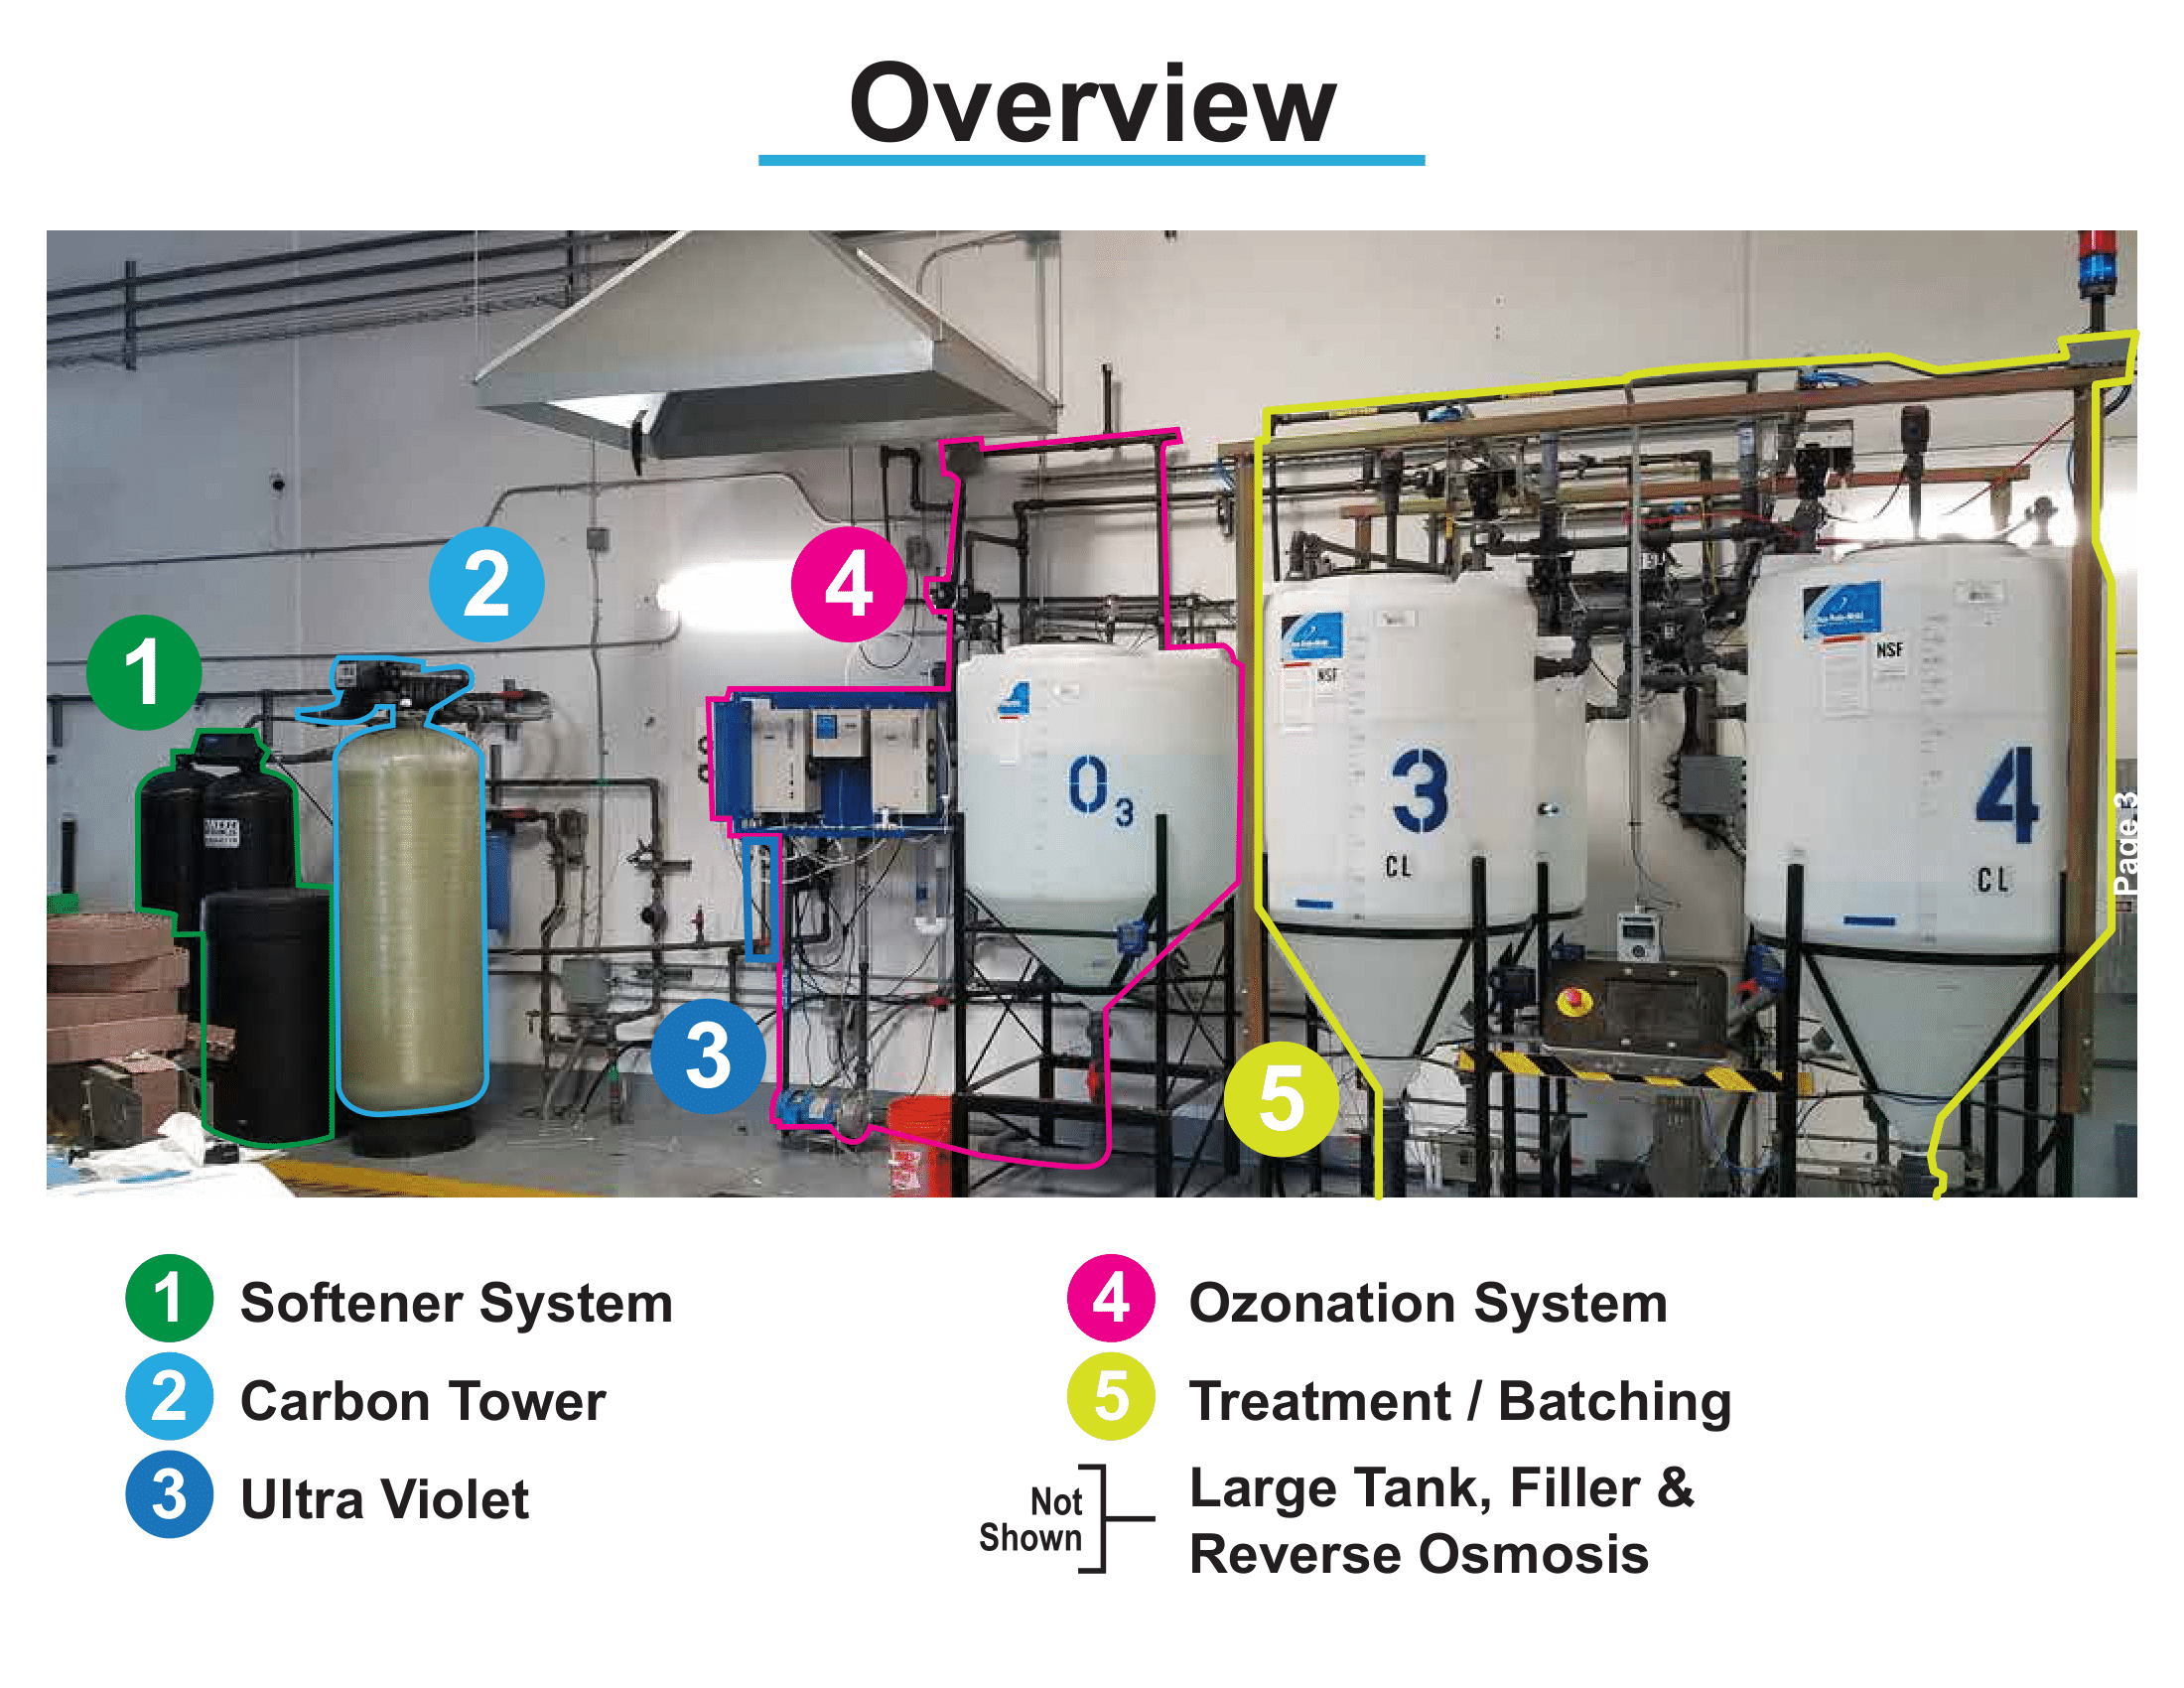 Overview
1
2
3
4
5
O3
3
CL
NSF
4
CL
NSF
Page 3
1 Softener System
2 Carbon Tower
3 Ultra Violet
4 Ozonation System
5 Treatment / Batching
Not
Shown
Large Tank, Filler &
Reverse Osmosis